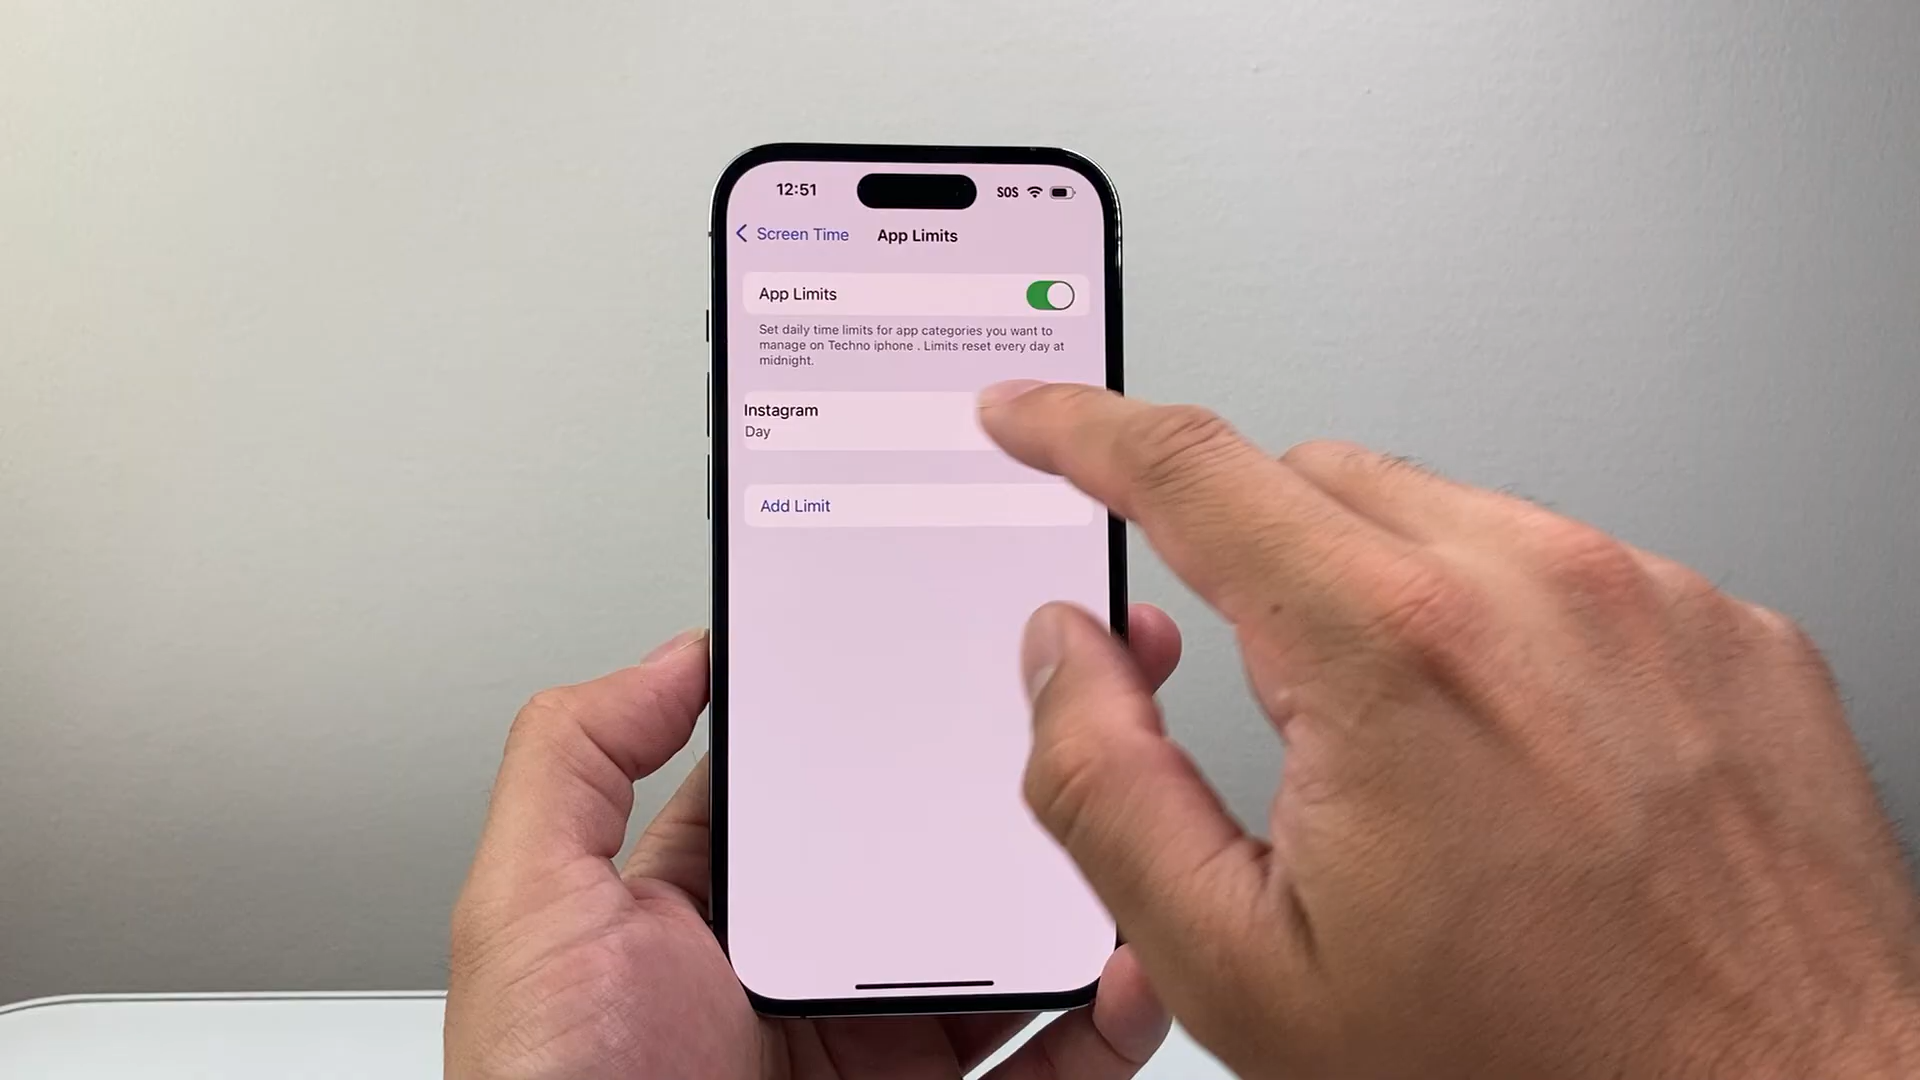 12:51
SOS
Screen Time
App Limits
App Limits
Set daily time limits for app categories you want to
manage on Techno iphone . Limits reset every day at
midnight.
Instagram
Day
Add Limit